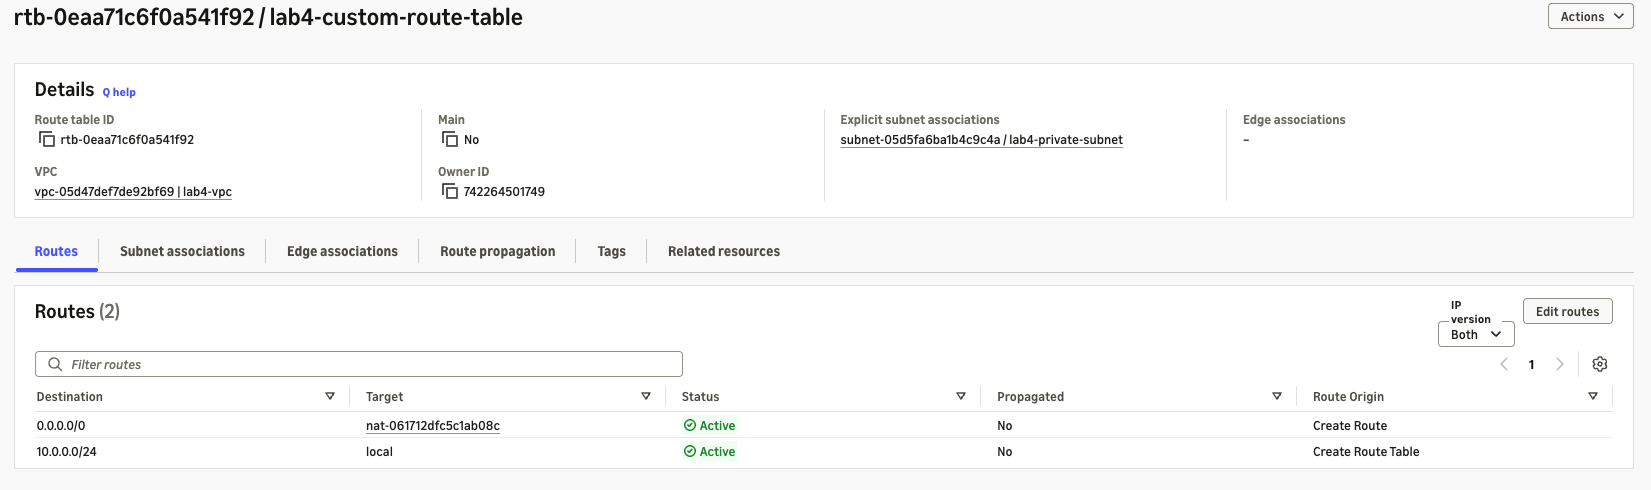 rtb-0eaa71c6f0a541f92 / lab4-custom-route-table
Actions
Details Q help
Route table ID
rtb-0eaa71c6f0a541f92
Main
No
Explicit subnet associations
subnet-05d5fa6ba1b4c9c4a / lab4-private-subnet
Edge associations
–
VPC
vpc-05d47def7de92bf69 | lab4-vpc
Owner ID
742264501749
Routes Subnet associations Edge associations Route propagation Tags Related resources
Routes (2)
IP version
Both
Edit routes
Filter routes
1
Destination Target Status Propagated Route Origin
0.0.0.0/0 nat-061712dfc5c1ab08c Active No Create Route
10.0.0.0/24 local Active No Create Route Table